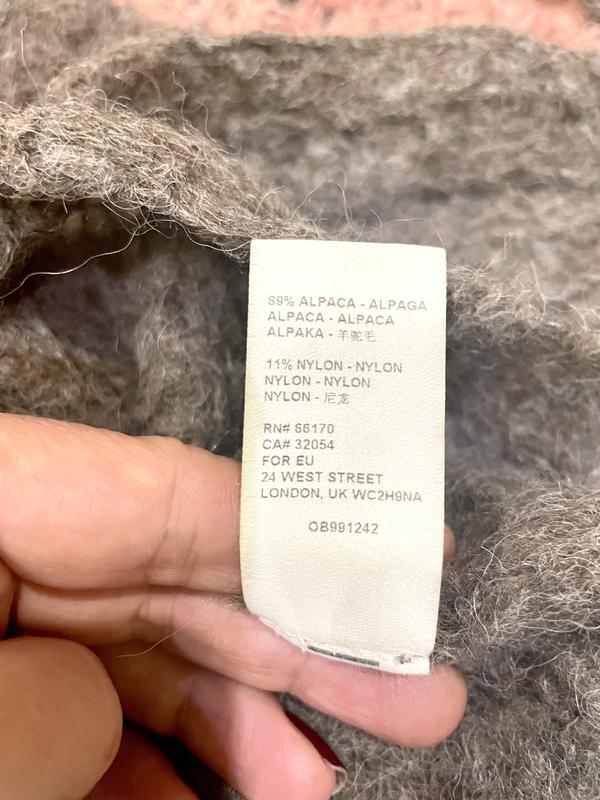 89% ALPACA - ALPAGA
ALPACA - ALPACA
ALPAKA - 羊驼毛
11% NYLON - NYLON
NYLON - NYLON
NYLON - 尼龙
RN# 66170
CA# 32054
FOR EU
24 WEST STREET
LONDON, UK WC2H9NA
OB991242